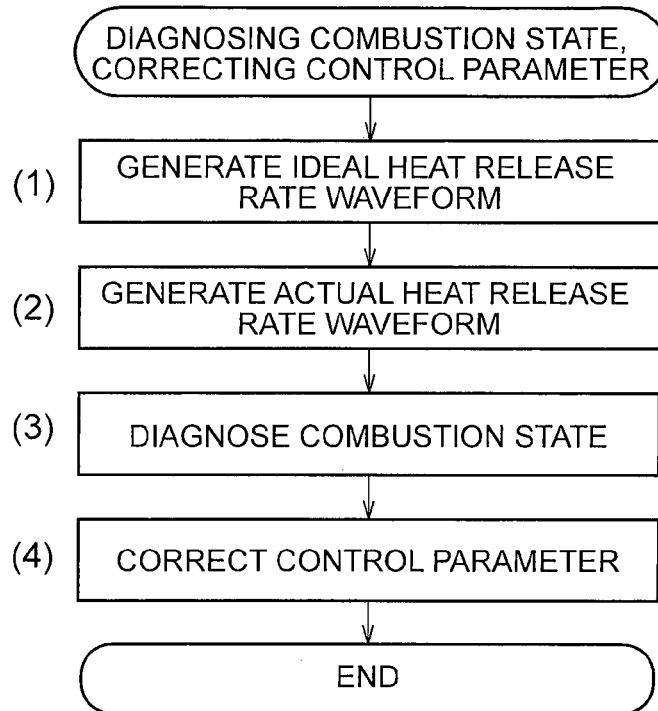 DIAGNOSING COMBUSTION STATE,
CORRECTING CONTROL PARAMETER
(1)
GENERATE IDEAL HEAT RELEASE
RATE WAVEFORM
(2)
GENERATE ACTUAL HEAT RELEASE
RATE WAVEFORM
(3)
DIAGNOSE COMBUSTION STATE
(4)
CORRECT CONTROL PARAMETER
END